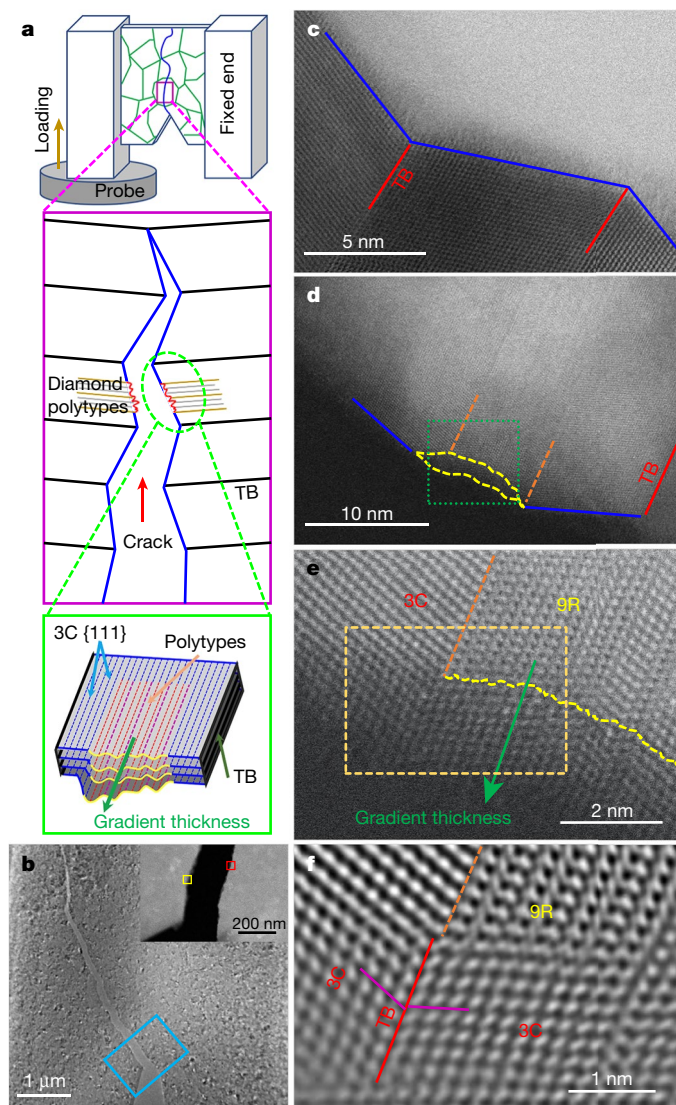 a
Loading
Probe
Fixed end
Diamond
polytypes
TB
Crack
3C {111}
Polytypes
TB
Gradient thickness
b
200 nm
1 μm
c
TB
5 nm
d
TB
10 nm
e
3C
9R
Gradient thickness
2 nm
f
9R
3C
TB
3C
1 nm